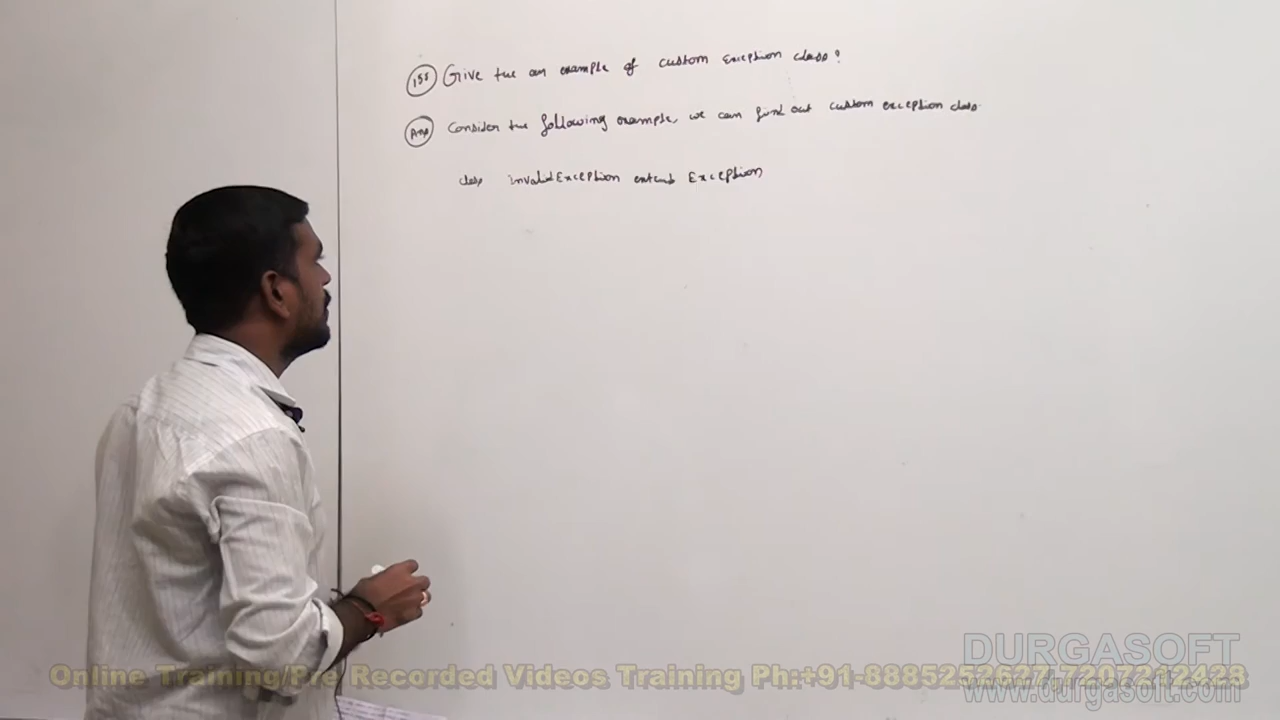 155 Give the an example of custom exception class?
Ans Consider the following example, we can find out custom exception class.
class InvalidException extend Exception
DURGASOFT
www.durgasoft.com
Online Training/Pre Recorded Videos Training Ph:+91-8885252627,7207212428